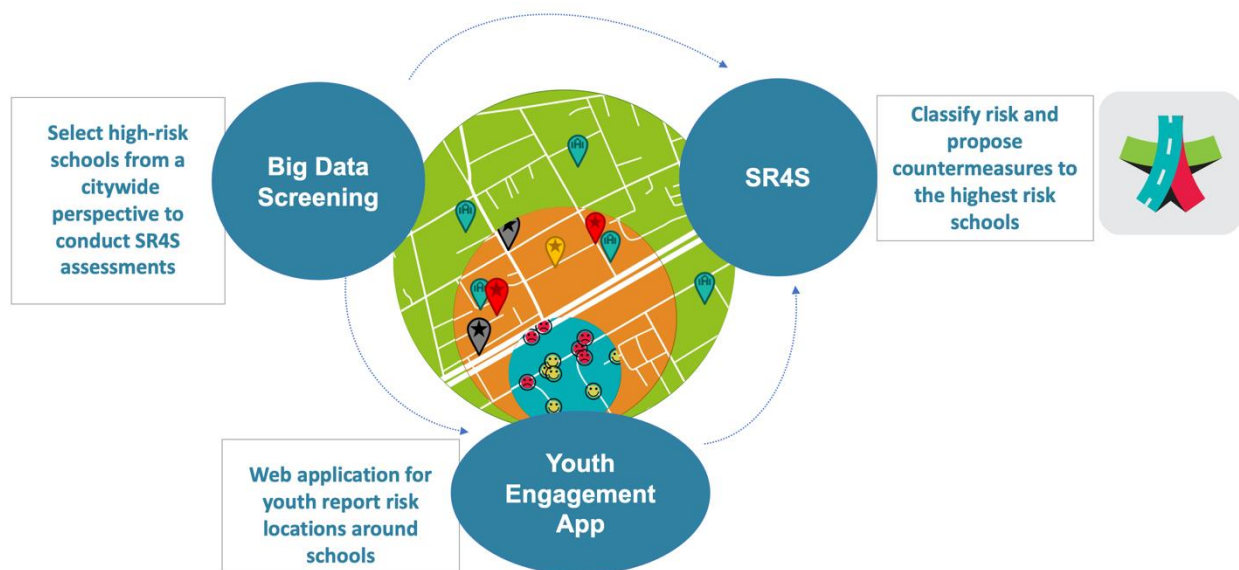 Select high-risk
schools from a
citywide
perspective to
conduct SR4S
assessments
Big Data
Screening
SR4S
Classify risk and
propose
countermeasures to
the highest risk
schools
Web application for
youth report risk
locations around
schools
Youth
Engagement
App